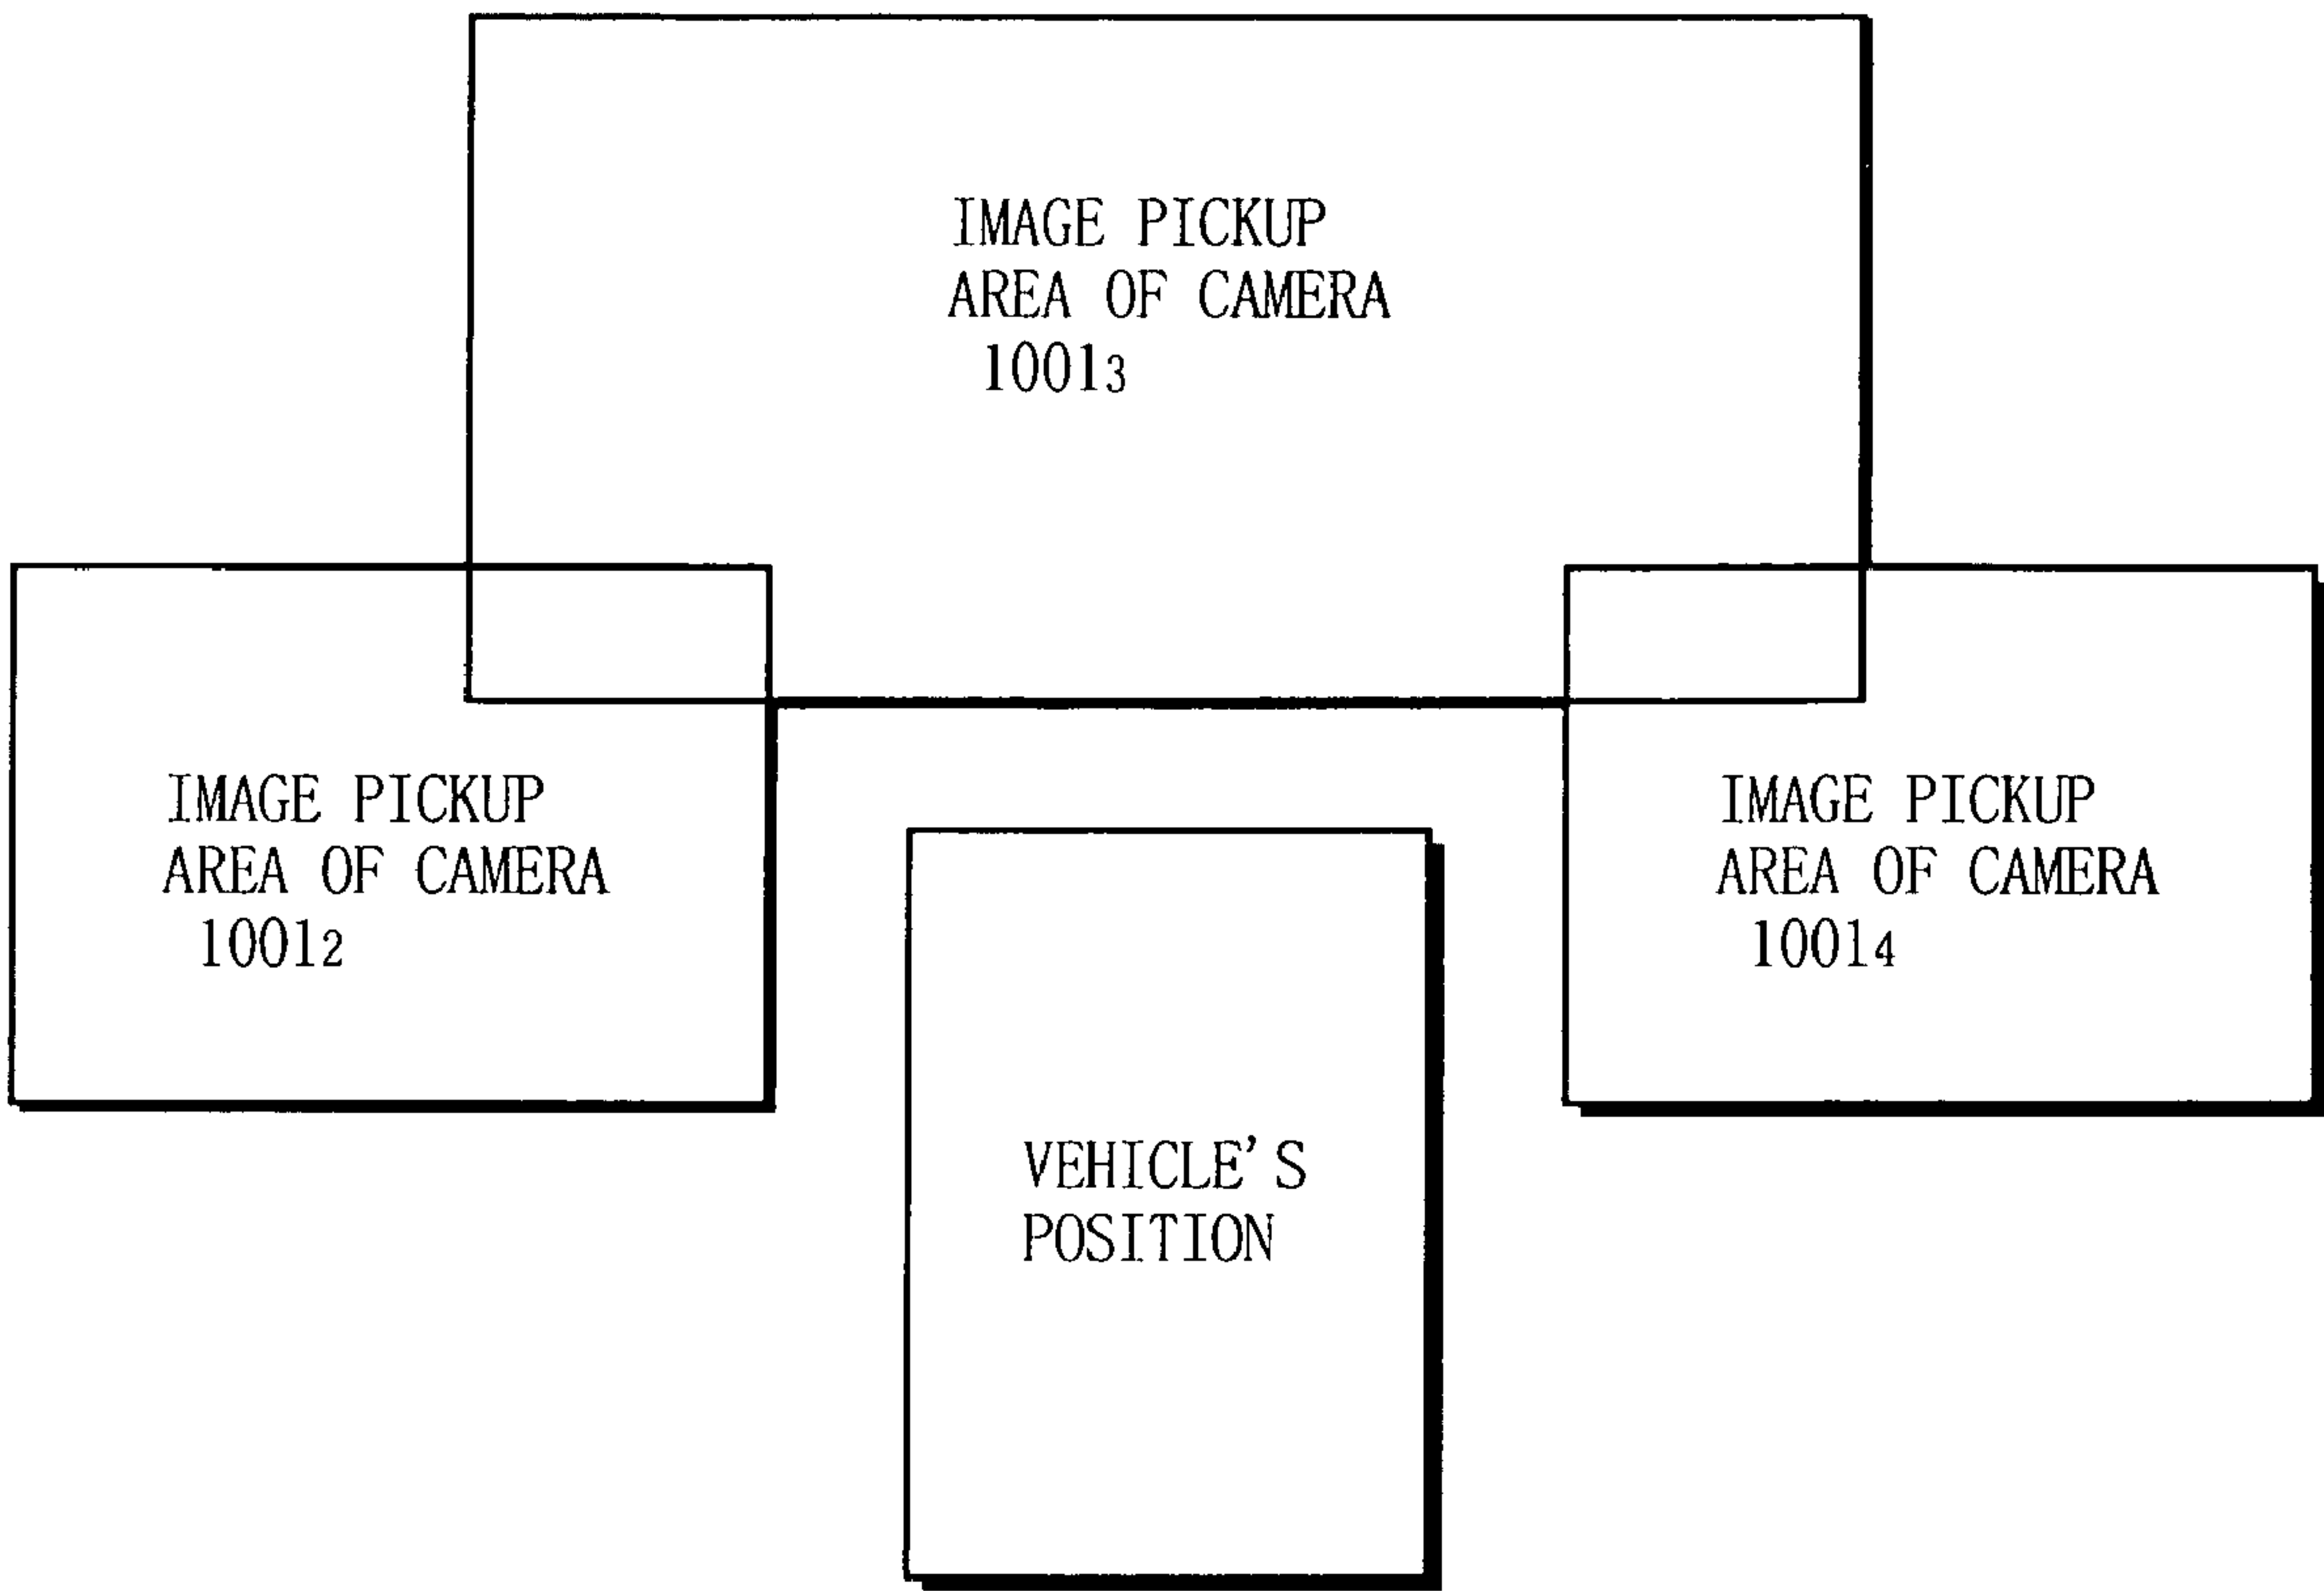 IMAGE PICKUP
AREA OF CAMERA
1001₃
IMAGE PICKUP
AREA OF CAMERA
1001₂
IMAGE PICKUP
AREA OF CAMERA
1001₄
VEHICLE'S
POSITION